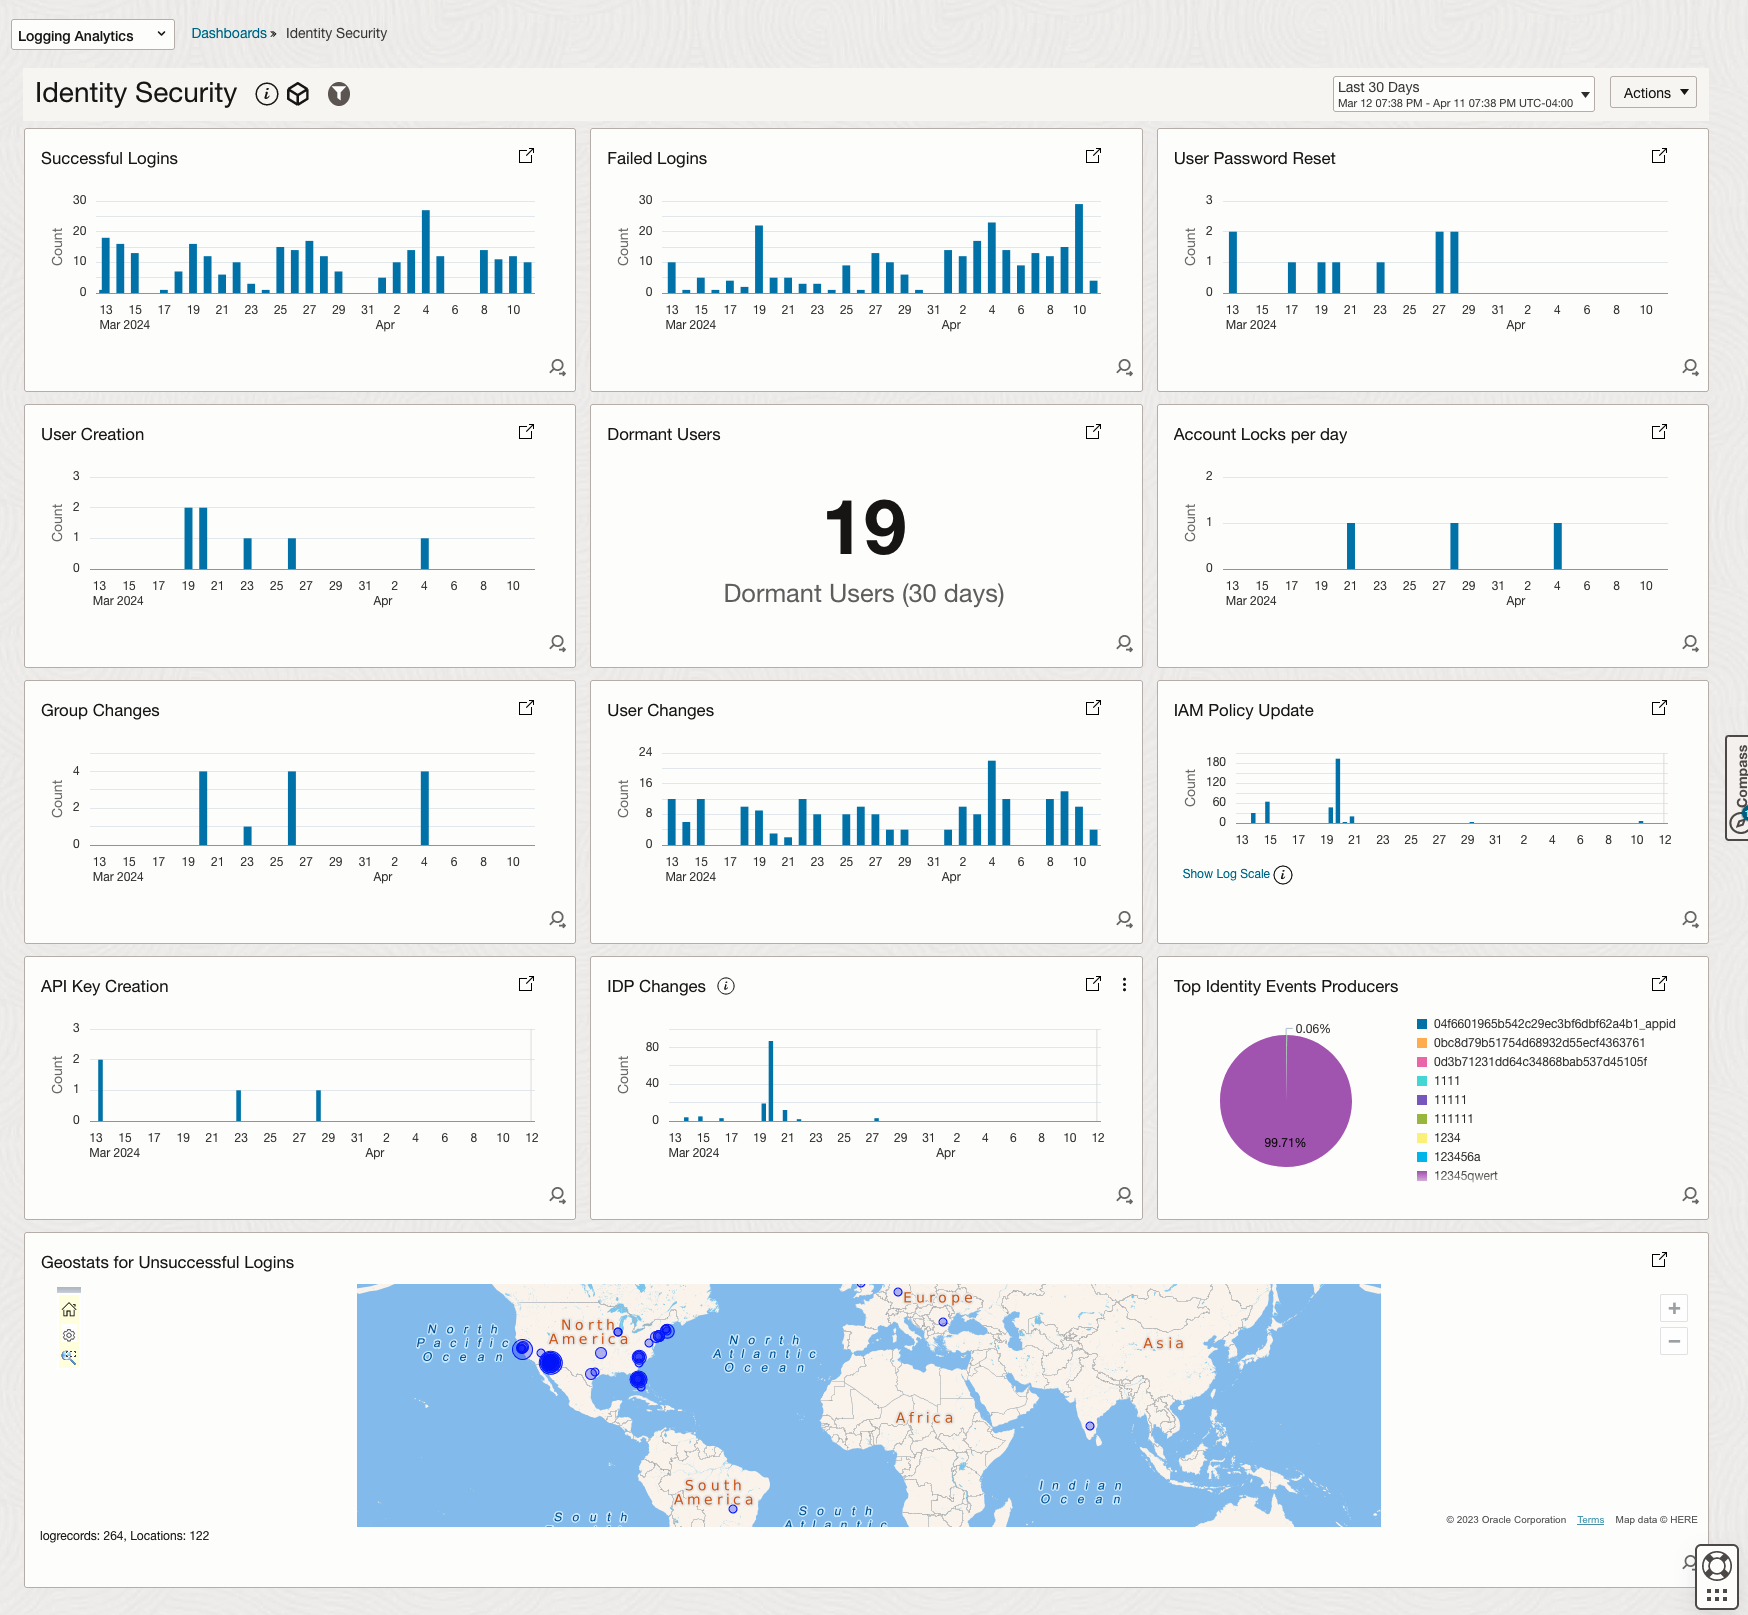 Logging Analytics
Dashboards » Identity Security
Identity Security
Last 30 Days
Mar 12 07:38 PM - Apr 11 07:38 PM UTC-04:00
Actions
Successful Logins
Count
30
20
10
0
13 15 17 19 21 23 25 27 29 31 2 4 6 8 10
Mar 2024 Apr
Failed Logins
Count
30
20
10
0
13 15 17 19 21 23 25 27 29 31 2 4 6 8 10
Mar 2024 Apr
User Password Reset
Count
3
2
1
0
13 15 17 19 21 23 25 27 29 31 2 4 6 8 10
Mar 2024 Apr
User Creation
Count
3
2
1
0
13 15 17 19 21 23 25 27 29 31 2 4 6 8 10
Mar 2024 Apr
Dormant Users
19
Dormant Users (30 days)
Account Locks per day
Count
2
1
0
13 15 17 19 21 23 25 27 29 31 2 4 6 8 10
Mar 2024 Apr
Group Changes
Count
4
2
0
13 15 17 19 21 23 25 27 29 31 2 4 6 8 10
Mar 2024 Apr
User Changes
Count
24
16
8
0
13 15 17 19 21 23 25 27 29 31 2 4 6 8 10
Mar 2024 Apr
IAM Policy Update
Count
180
120
60
0
13 15 17 19 21 23 25 27 29 31 2 4 6 8 10 12
Show Log Scale
Compass
API Key Creation
Count
3
2
1
0
13 15 17 19 21 23 25 27 29 31 2 4 6 8 10 12
Mar 2024 Apr
IDP Changes
Count
80
40
0
13 15 17 19 21 23 25 27 29 31 2 4 6 8 10 12
Mar 2024 Apr
Top Identity Events Producers
0.06%
99.71%
04f6601965b542c29ec3bf6dbf62a4b1_appid
0bc8d79b51754d68932d55ecf4363761
0d3b71231dd64c34868bab537d45105f
1111
11111
111111
1234
123456a
12345qwert
Geostats for Unsuccessful Logins
North
Pacific
Ocean
North
America
North
Atlantic
Ocean
Europe
Asia
Africa
South
America
Indian
Ocean
South
South
Atlantic
+
−
logrecords: 264, Locations: 122
© 2023 Oracle Corporation Terms Map data © HERE